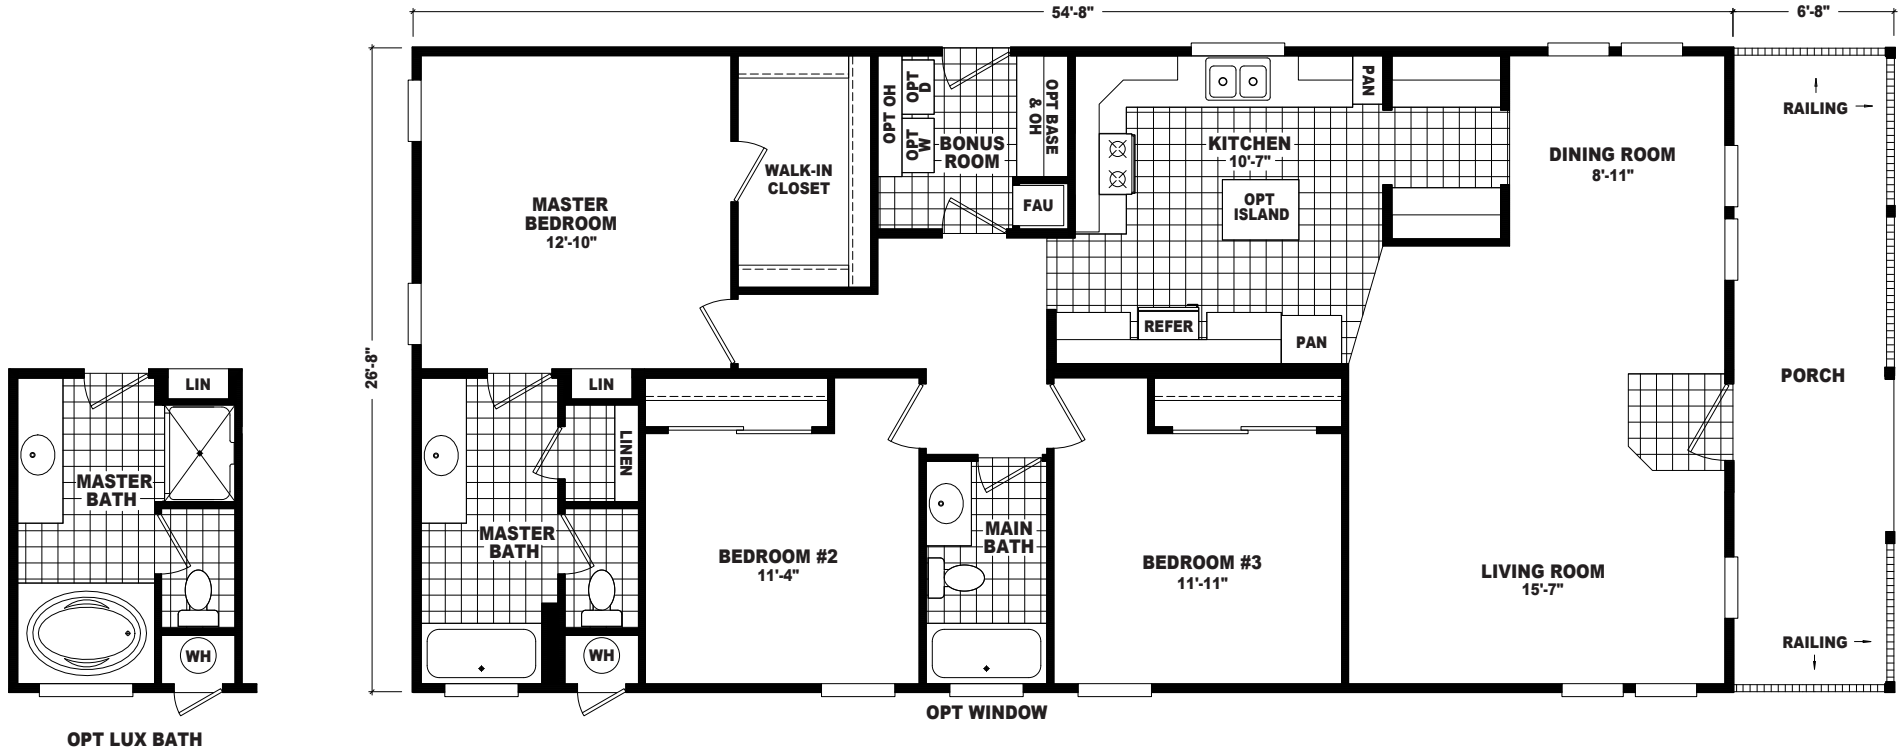 54'-8"
6'-8"
26'-8"
MASTER
BEDROOM
12'-10"
WALK-IN
CLOSET
OPT OH
OPT
D
OPT
W
BONUS
ROOM
OPT BASE
& OH
FAU
KITCHEN
10'-7"
OPT
ISLAND
PAN
REFER
PAN
DINING ROOM
8'-11"
RAILING
PORCH
RAILING
LIVING ROOM
15'-7"
LIN
LINEN
MASTER
BATH
WH
BEDROOM #2
11'-4"
MAIN
BATH
OPT WINDOW
BEDROOM #3
11'-11"
LIN
MASTER
BATH
WH
OPT LUX BATH